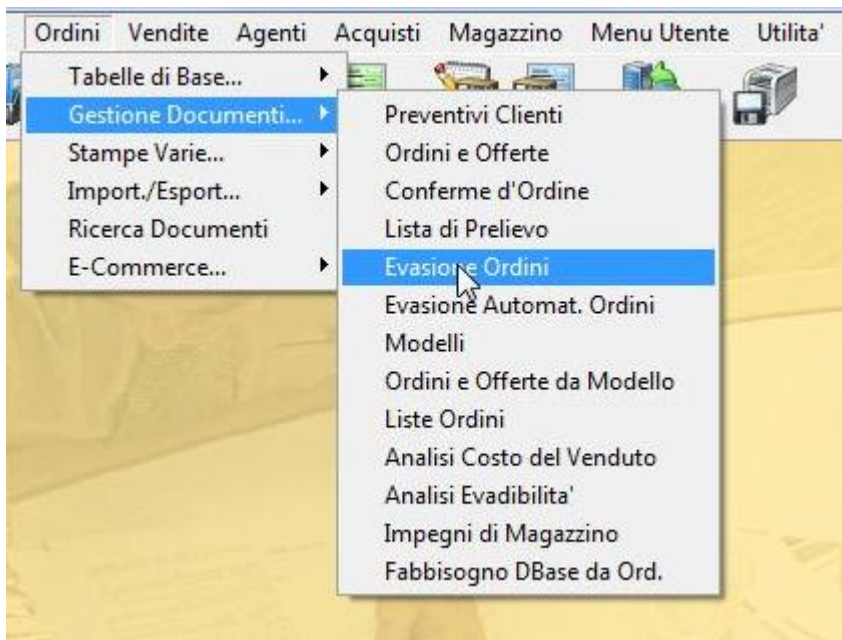 Ordini Vendite Agenti Acquisti Magazzino Menu Utente Utilita'
Tabelle di Base...
Gestione Documenti...
Stampe Varie...
Import./Esport...
Ricerca Documenti
E-Commerce...
Preventivi Clienti
Ordini e Offerte
Conferme d'Ordine
Lista di Prelievo
Evasione Ordini
Evasione Automat. Ordini
Modelli
Ordini e Offerte da Modello
Liste Ordini
Analisi Costo del Venduto
Analisi Evadibilita'
Impegni di Magazzino
Fabbisogno DBase da Ord.